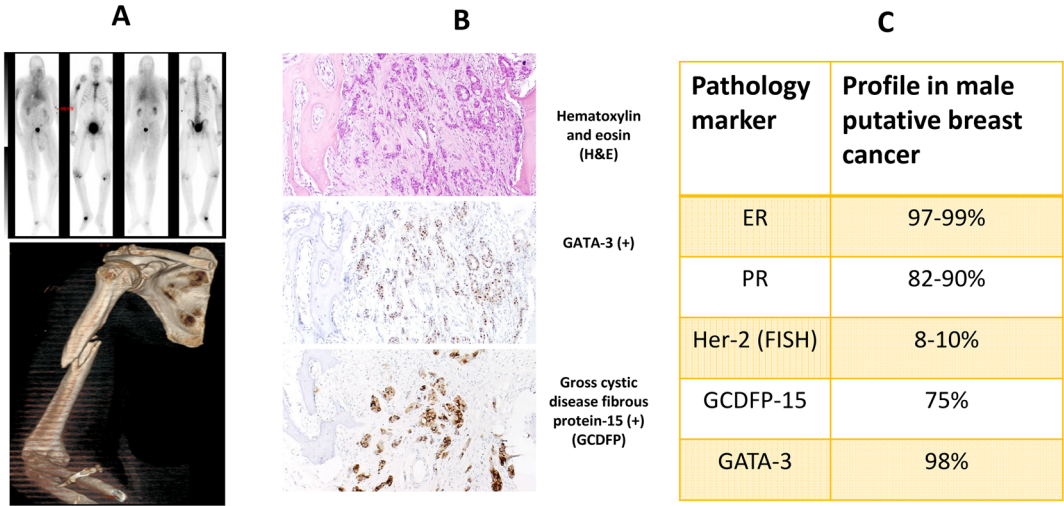 A
B
C
Hematoxylin
and eosin
(H&E)
GATA-3 (+)
Gross cystic
disease fibrous
protein-15 (+)
(GCDFP)
Pathology marker
Profile in male putative breast cancer
ER
97-99%
PR
82-90%
Her-2 (FISH)
8-10%
GCDFP-15
75%
GATA-3
98%